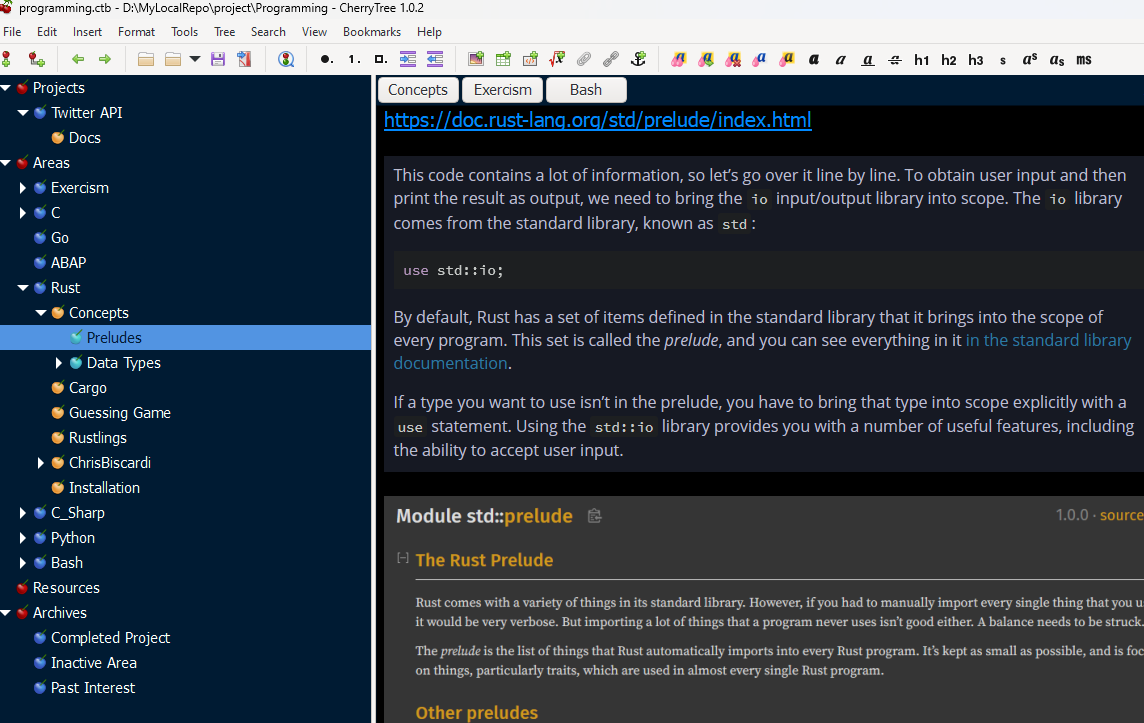 programming.ctb - D:\MyLocalRepo\project\Programming - CherryTree 1.0.2
File Edit Insert Format Tools Tree Search View Bookmarks Help
1. h1 h2 h3 s a^s a_s ms
Projects
Twitter API
Docs
Areas
Exercism
C
Go
ABAP
Rust
Concepts
Preludes
Data Types
Cargo
Guessing Game
Rustlings
ChrisBiscardi
Installation
C_Sharp
Python
Bash
Resources
Archives
Completed Project
Inactive Area
Past Interest
Concepts Exercism Bash
https://doc.rust-lang.org/std/prelude/index.html
This code contains a lot of information, so let’s go over it line by line. To obtain user input and then
print the result as output, we need to bring the io input/output library into scope. The io library
comes from the standard library, known as std :
use std::io;
By default, Rust has a set of items defined in the standard library that it brings into the scope of
every program. This set is called the prelude, and you can see everything in it in the standard library
documentation.
If a type you want to use isn’t in the prelude, you have to bring that type into scope explicitly with a
use statement. Using the std::io library provides you with a number of useful features, including
the ability to accept user input.
Module std::prelude 1.0.0 · source
[-] The Rust Prelude
Rust comes with a variety of things in its standard library. However, if you had to manually import every single thing that you u
it would be very verbose. But importing a lot of things that a program never uses isn’t good either. A balance needs to be struck.
The prelude is the list of things that Rust automatically imports into every Rust program. It’s kept as small as possible, and is foc
on things, particularly traits, which are used in almost every single Rust program.
Other preludes